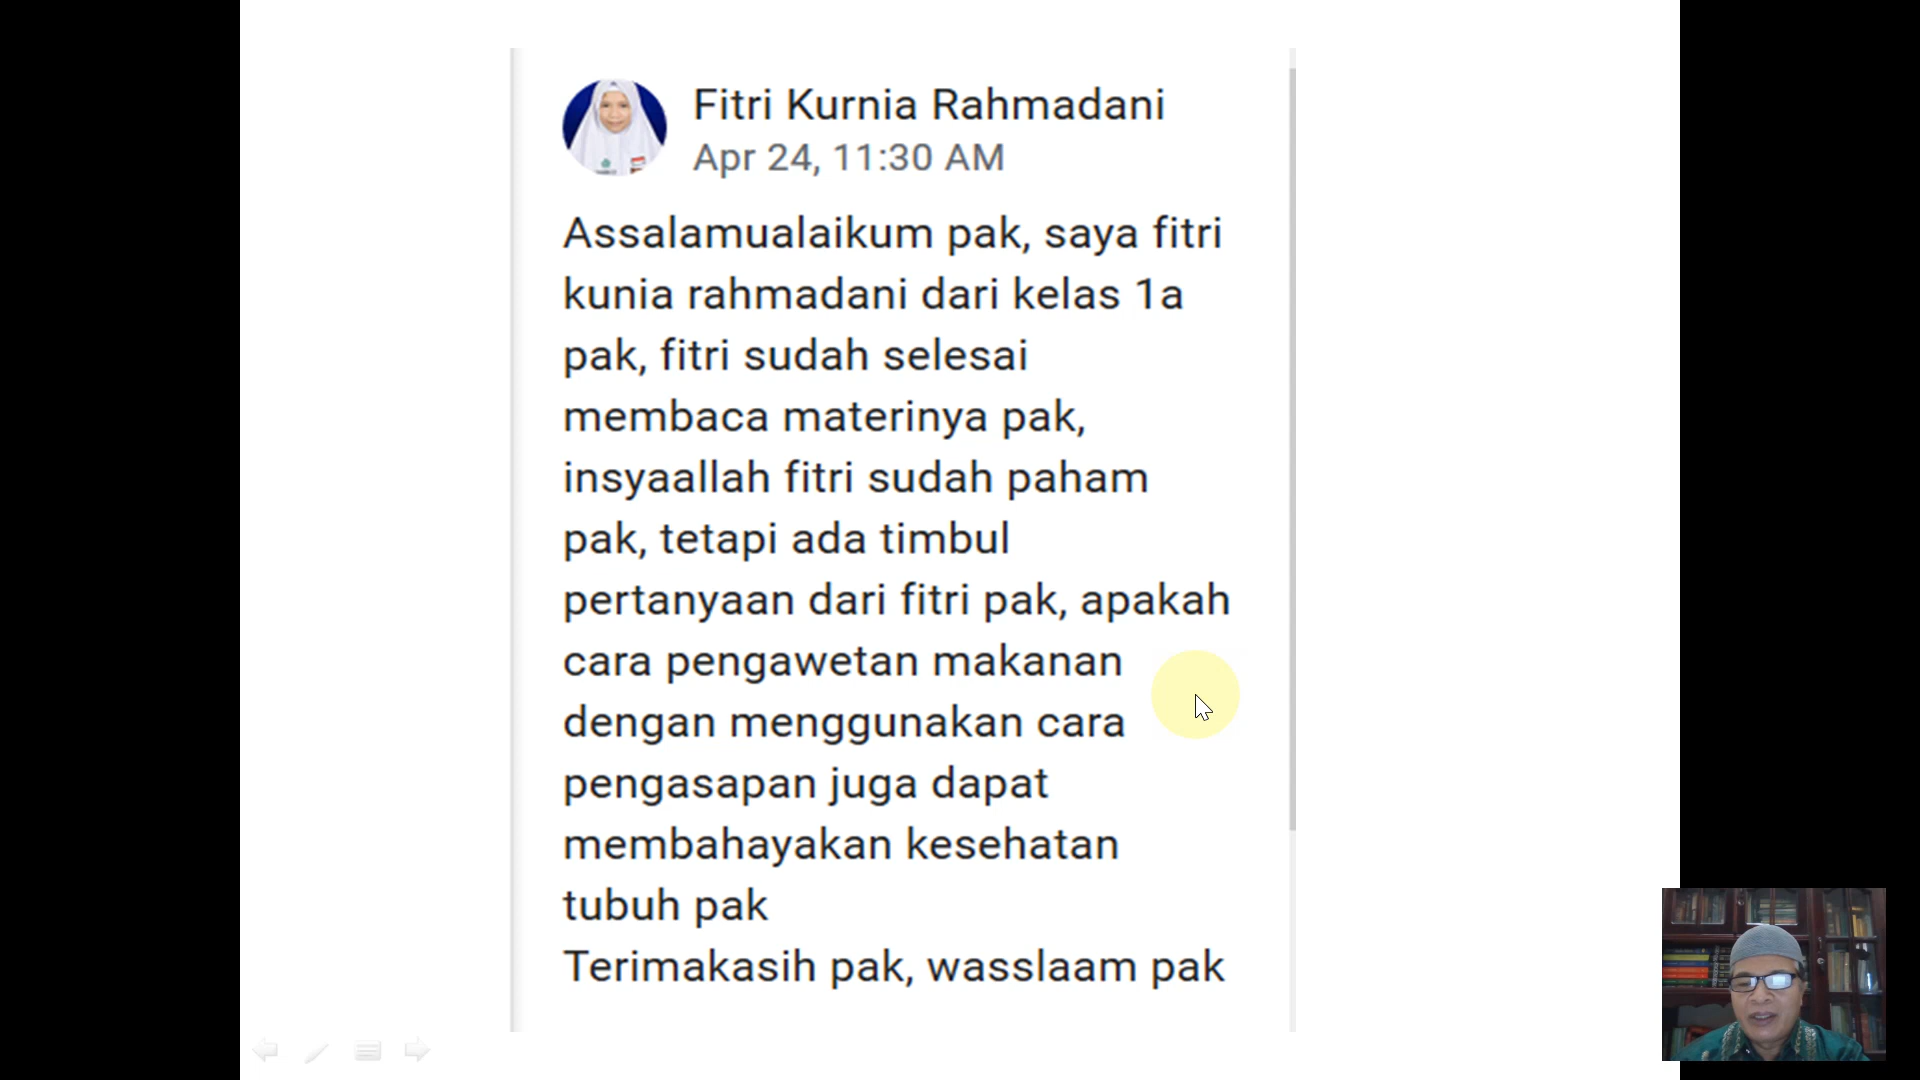 Fitri Kurnia Rahmadani
Apr 24, 11:30 AM
Assalamualaikum pak, saya fitri
kunia rahmadani dari kelas 1a
pak, fitri sudah selesai
membaca materinya pak,
insyaallah fitri sudah paham
pak, tetapi ada timbul
pertanyaan dari fitri pak, apakah
cara pengawetan makanan
dengan menggunakan cara
pengasapan juga dapat
membahayakan kesehatan
tubuh pak
Terimakasih pak, wasslaam pak